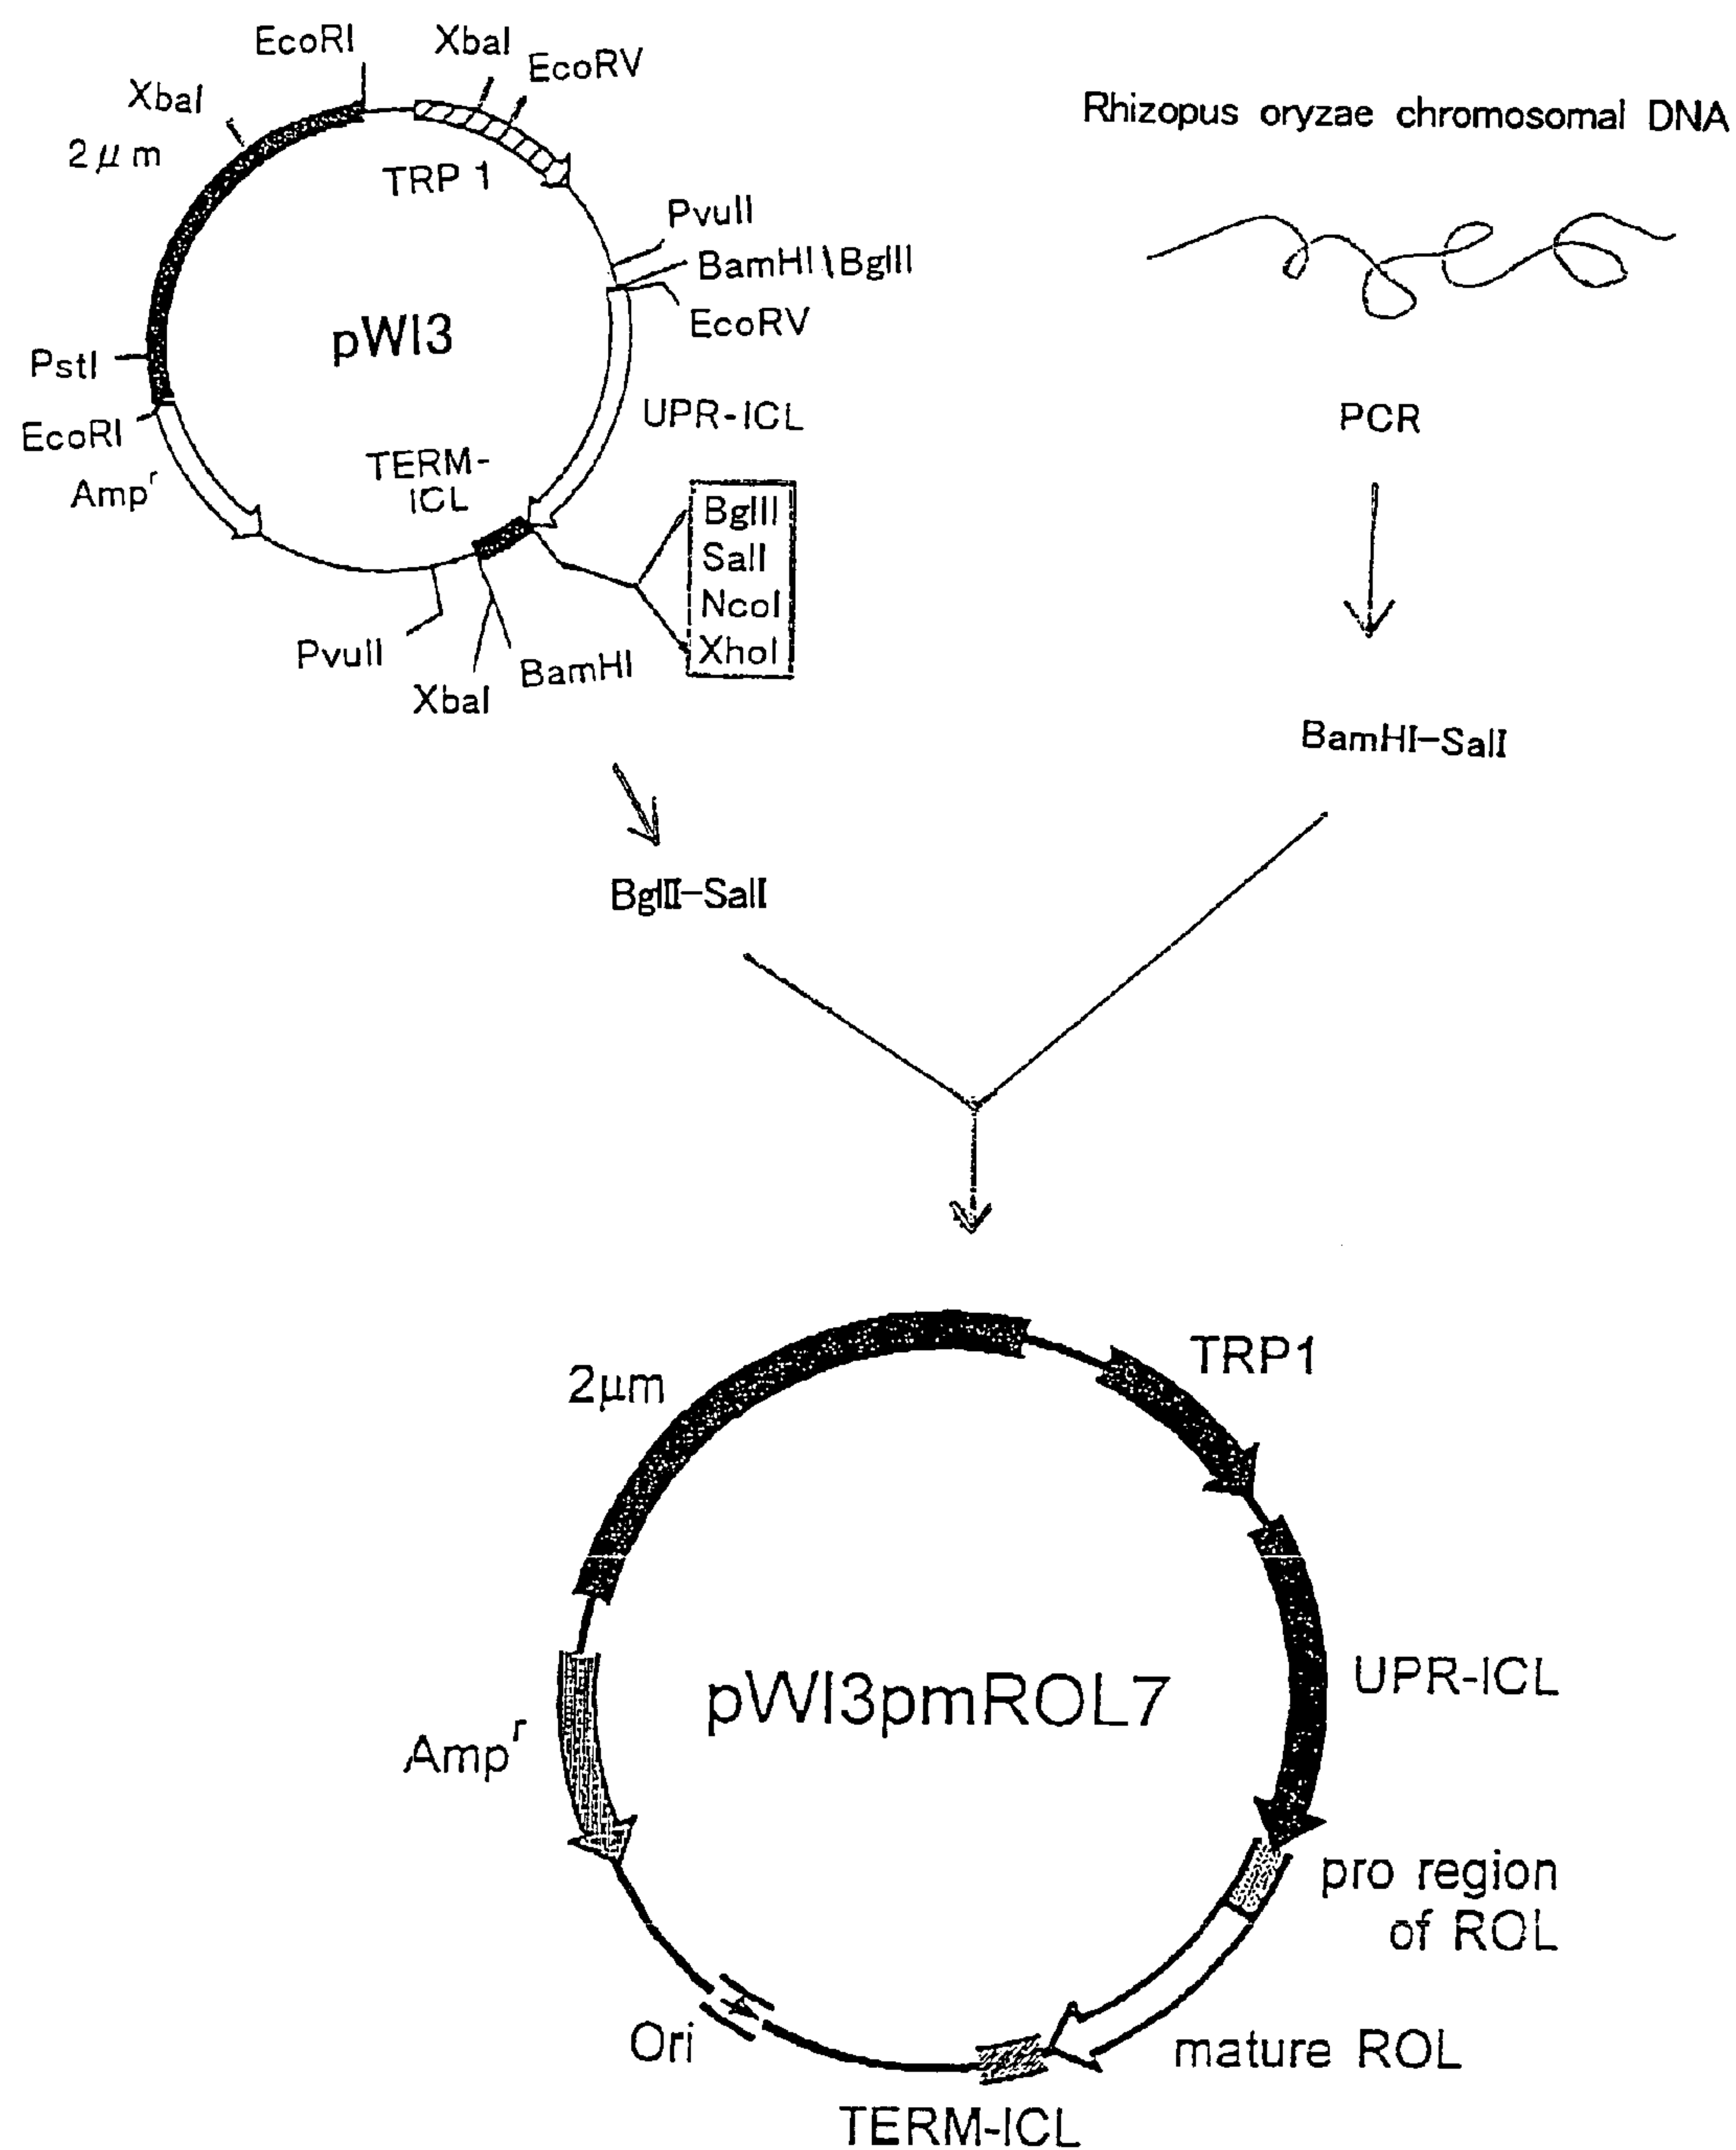 EcoRI
XbaI
EcoRV
XbaI
2μm
TRP 1
PvuII
BamHI\BglII
EcoRV
pWI3
PstI
EcoRI
Amp^r
UPR-ICL
TERM-
ICL
BglII
SalI
NcoI
XhoI
PvuII
XbaI
BamHI
Rhizopus oryzae chromosomal DNA
PCR
BamHI-SalI
BglII-SalI
2μm
TRP1
UPR-ICL
pWI3pmROL7
Amp^r
pro region
of ROL
Ori
mature ROL
TERM-ICL